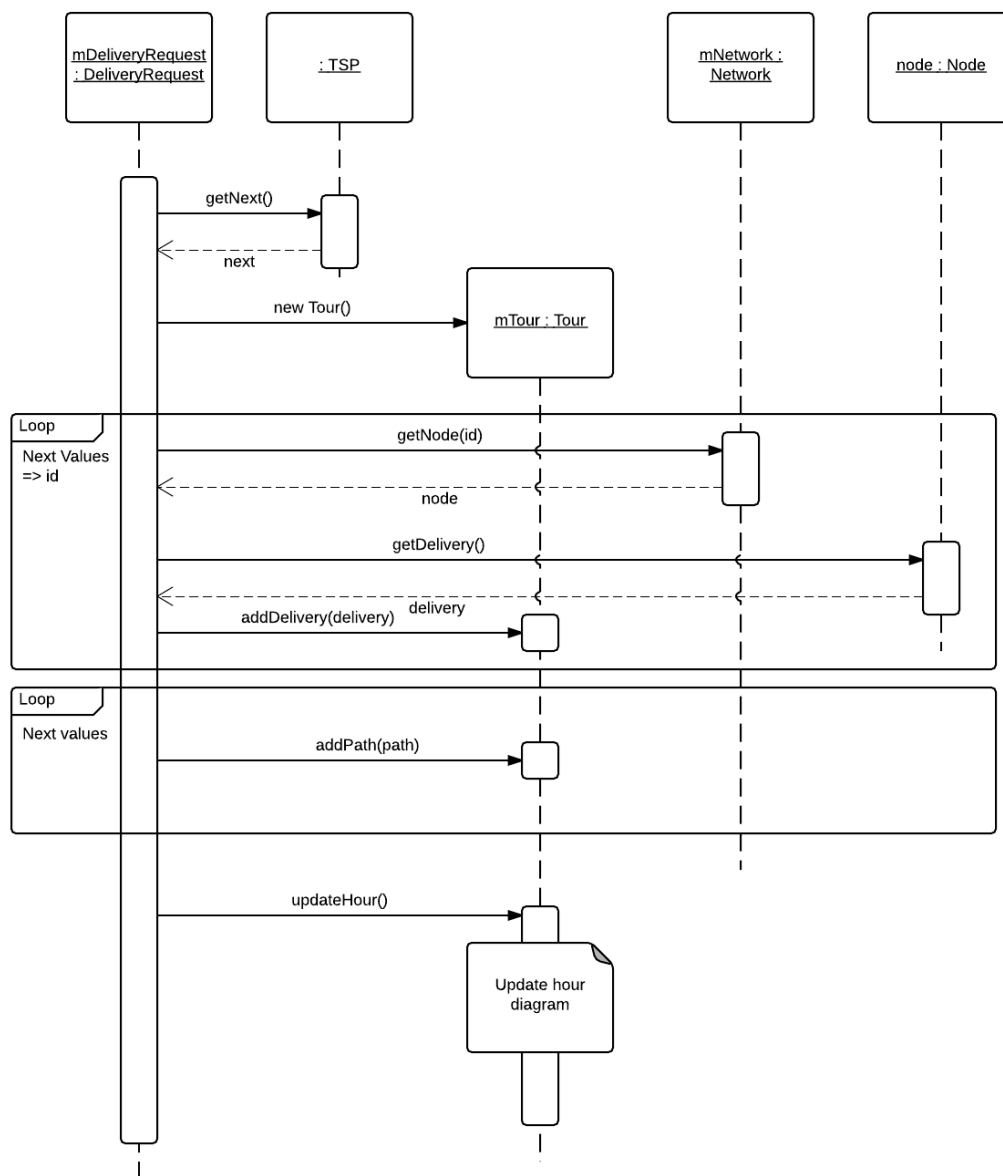 mDeliveryRequest
: DeliveryRequest
: TSP
mNetwork :
Network
node : Node
getNext()
next
new Tour()
mTour : Tour
Loop
Next Values
=> id
getNode(id)
node
getDelivery()
delivery
addDelivery(delivery)
Loop
Next values
addPath(path)
updateHour()
Update hour
diagram